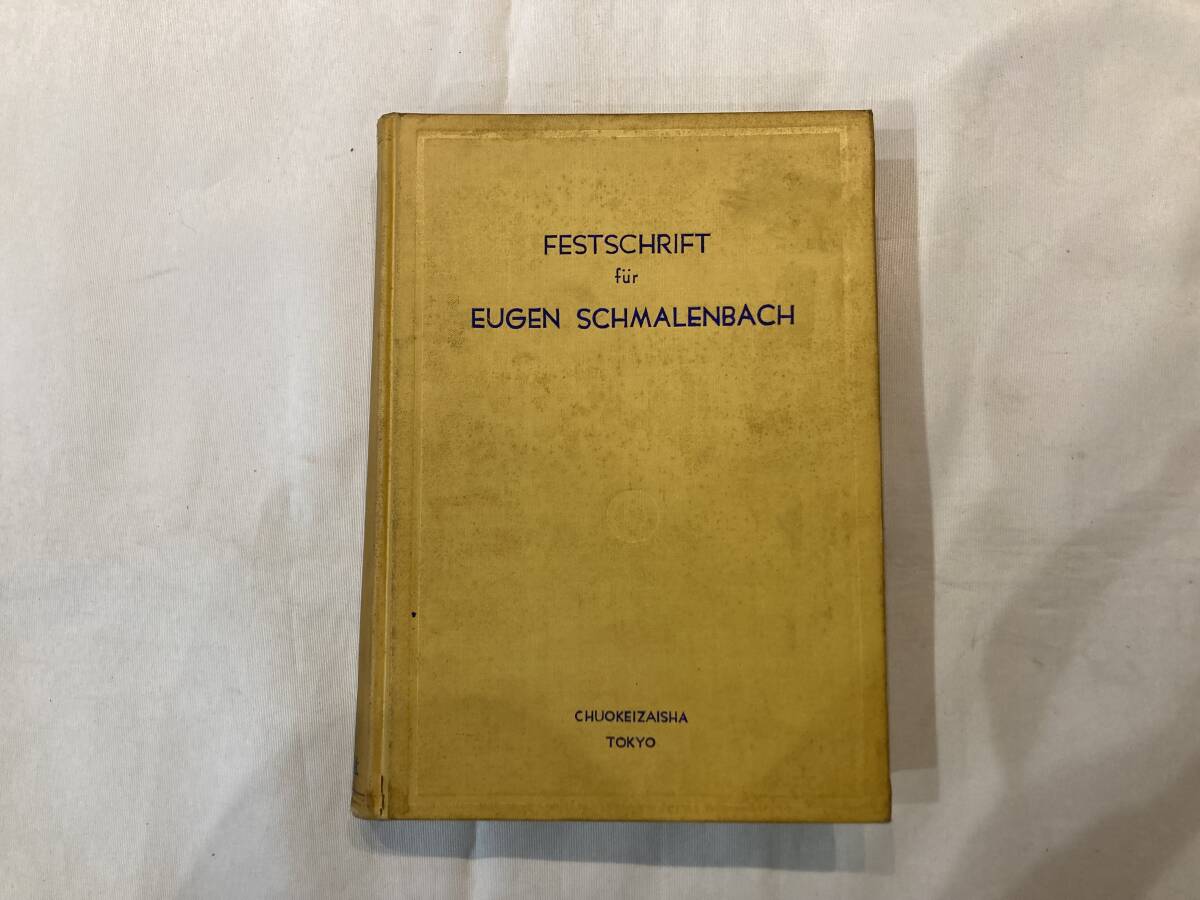 FESTSCHRIFT
für
EUGEN SCHMALENBACH
CHUOKEIZAISHA
TOKYO